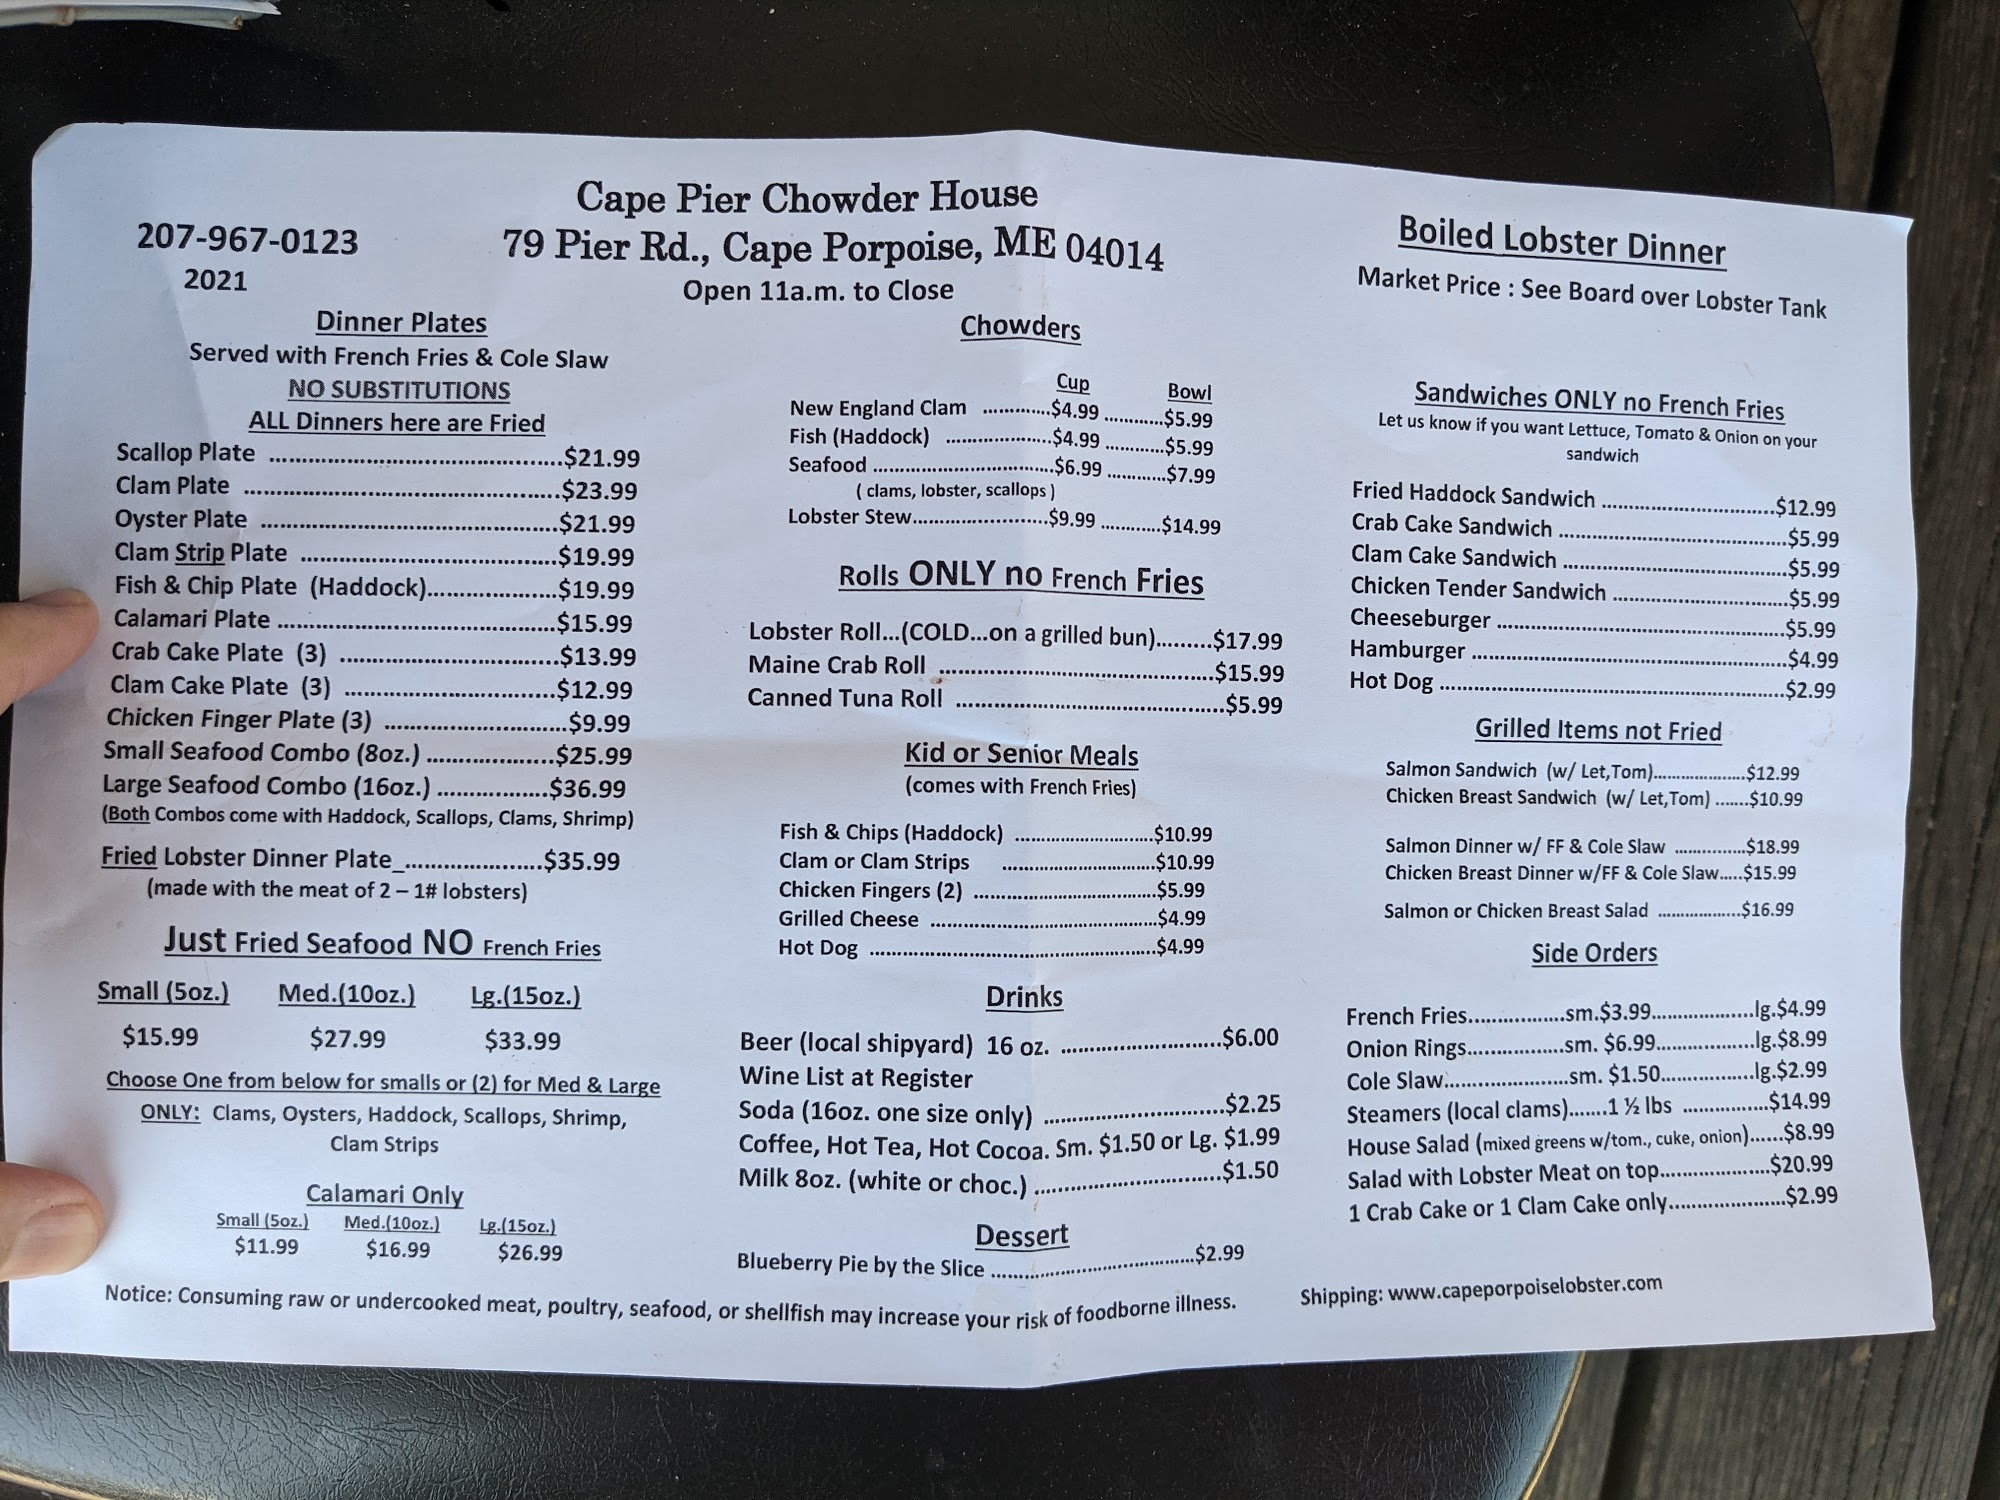 Cape Pier Chowder House
79 Pier Rd., Cape Porpoise, ME 04014
Open 11a.m. to Close
207-967-0123
2021
Dinner Plates
Served with French Fries & Cole Slaw
NO SUBSTITUTIONS
ALL Dinners here are Fried
Scallop Plate ........................................$21.99
Clam Plate ...........................................$23.99
Oyster Plate ........................................$21.99
Clam Strip Plate ..................................$19.99
Fish & Chip Plate (Haddock)..................$19.99
Calamari Plate ......................................$15.99
Crab Cake Plate (3) ..............................$13.99
Clam Cake Plate (3) .............................$12.99
Chicken Finger Plate (3) .........................$9.99
Small Seafood Combo (8oz.) ..................$25.99
Large Seafood Combo (16oz.) ................$36.99
(Both Combos come with Haddock, Scallops, Clams, Shrimp)
Fried Lobster Dinner Plate_....................$35.99
(made with the meat of 2 – 1# lobsters)
Just Fried Seafood NO French Fries
Small (5oz.) Med.(10oz.) Lg.(15oz.)
$15.99 $27.99 $33.99
Choose One from below for smalls or (2) for Med & Large
ONLY: Clams, Oysters, Haddock, Scallops, Shrimp,
Clam Strips
Calamari Only
Small (5oz.) Med.(10oz.) Lg.(15oz.)
$11.99 $16.99 $26.99
Chowders
Cup Bowl
New England Clam ............$4.99 ...........$5.99
Fish (Haddock) ...................$4.99 ...........$5.99
Seafood ................................$6.99 ...........$7.99
( clams, lobster, scallops )
Lobster Stew.......................$9.99 ...........$14.99
Rolls ONLY no French Fries
Lobster Roll...(COLD...on a grilled bun)........$17.99
Maine Crab Roll .....................................$15.99
Canned Tuna Roll ....................................$5.99
Kid or Senior Meals
(comes with French Fries)
Fish & Chips (Haddock) ........................$10.99
Clam or Clam Strips ..........................$10.99
Chicken Fingers (2) ..............................$5.99
Grilled Cheese ......................................$4.99
Hot Dog ................................................$4.99
Drinks
Beer (local shipyard) 16 oz. .........................$6.00
Wine List at Register
Soda (16oz. one size only) ...........................$2.25
Coffee, Hot Tea, Hot Cocoa. Sm. $1.50 or Lg. $1.99
Milk 8oz. (white or choc.) ............................$1.50
Dessert
Blueberry Pie by the Slice ...............................$2.99
Boiled Lobster Dinner
Market Price : See Board over Lobster Tank
Sandwiches ONLY no French Fries
Let us know if you want Lettuce, Tomato & Onion on your
sandwich
Fried Haddock Sandwich ............................$12.99
Crab Cake Sandwich .....................................$5.99
Clam Cake Sandwich ....................................$5.99
Chicken Tender Sandwich ............................$5.99
Cheeseburger ...............................................$5.99
Hamburger ...................................................$4.99
Hot Dog ........................................................$2.99
Grilled Items not Fried
Salmon Sandwich (w/ Let,Tom)....................$12.99
Chicken Breast Sandwich (w/ Let,Tom) .......$10.99
Salmon Dinner w/ FF & Cole Slaw ...............$18.99
Chicken Breast Dinner w/FF & Cole Slaw.....$15.99
Salmon or Chicken Breast Salad ..................$16.99
Side Orders
French Fries.................sm.$3.99..................lg.$4.99
Onion Rings.................sm. $6.99.................lg.$8.99
Cole Slaw......................sm. $1.50.................lg.$2.99
Steamers (local clams).......1 ½ lbs ...............$14.99
House Salad (mixed greens w/tom., cuke, onion)......$8.99
Salad with Lobster Meat on top...................$20.99
1 Crab Cake or 1 Clam Cake only....................$2.99
Notice: Consuming raw or undercooked meat, poultry, seafood, or shellfish may increase your risk of foodborne illness.
Shipping: www.capeporpoiselobster.com